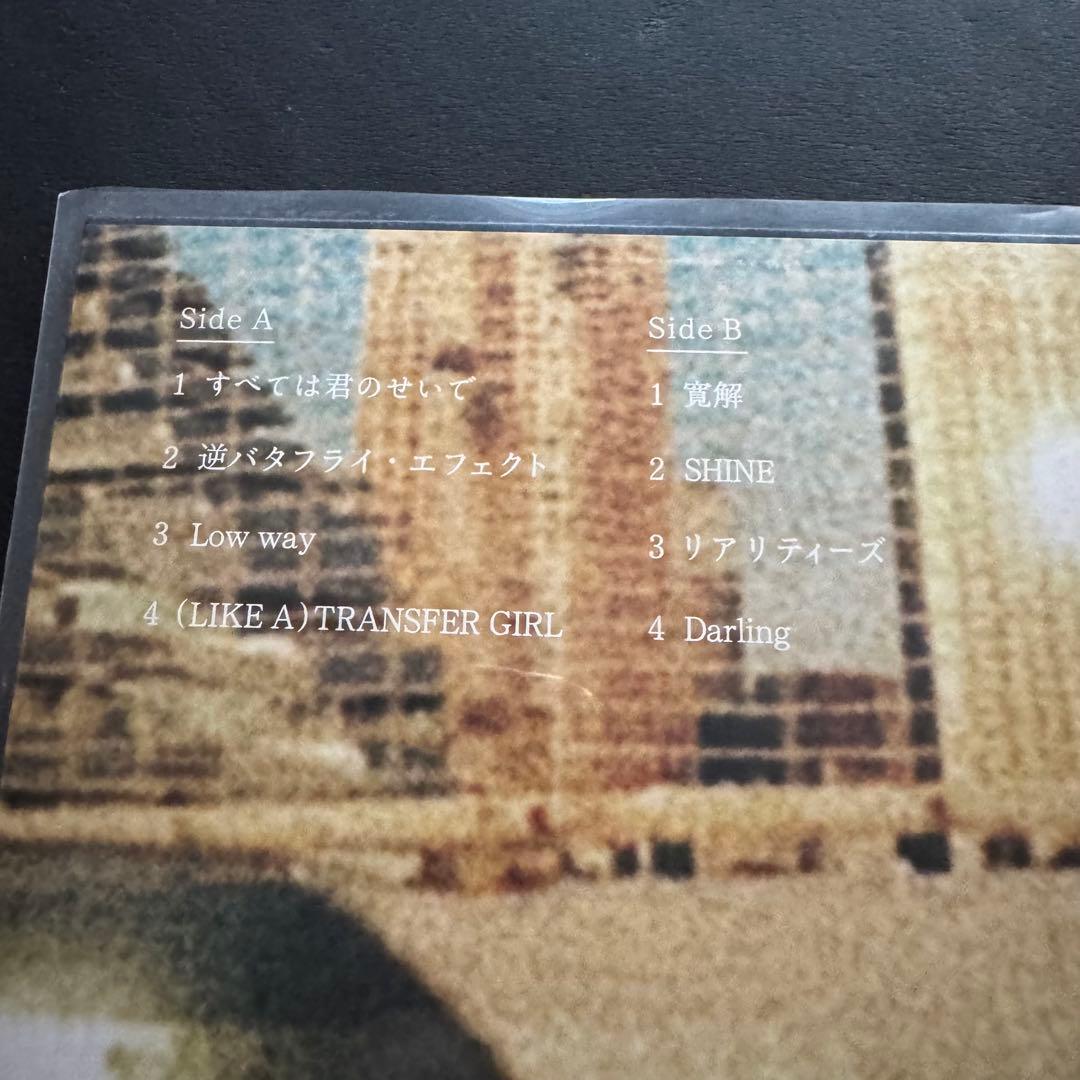 Side A
1 すべては君のせいで
2 逆バタフライ・エフェクト
3 Low way
4 (LIKE A)TRANSFER GIRL
Side B
1 寛解
2 SHINE
3 リアリティーズ
4 Darling